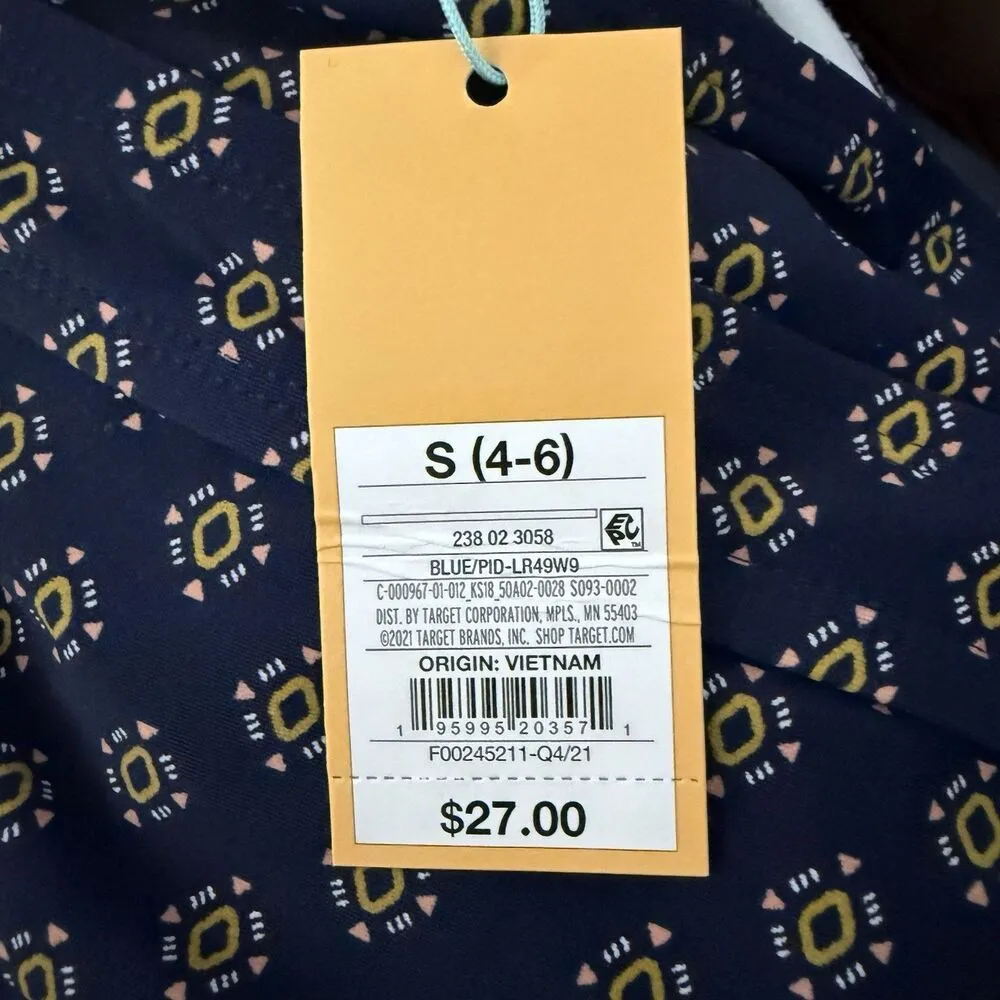 S (4-6)
EPC
TM
238 02 3058
BLUE/PID-LR49W9
C-000967-01-012_KS18_50A02-0028 S093-0002
DIST. BY TARGET CORPORATION, MPLS., MN 55403
©2021 TARGET BRANDS, INC. SHOP TARGET.COM
ORIGIN: VIETNAM
1 95995 20357 1
F00245211-Q4/21
$27.00